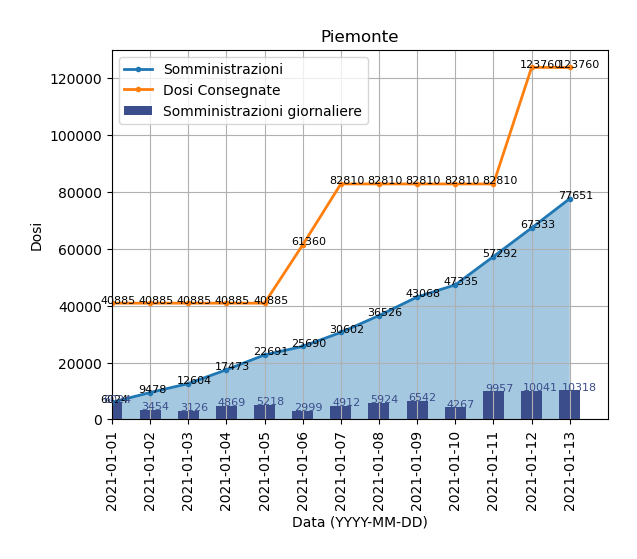 Piemonte
Somministrazioni
Dosi Consegnate
Somministrazioni giornaliere
Dosi
120000
100000
80000
60000
40000
20000
0
40885 40885 40885 40885 40885 61360 82810 82810 82810 82810 82810 123760 123760
9478 12604 17473 22691 25690 30602 36526 43068 47335 57292 67333 77651
3454 3126 4869 5218 2999 4912 5924 6542 4267 9957 10041 10318
2021-01-01
2021-01-02
2021-01-03
2021-01-04
2021-01-05
2021-01-06
2021-01-07
2021-01-08
2021-01-09
2021-01-10
2021-01-11
2021-01-12
2021-01-13
Data (YYYY-MM-DD)